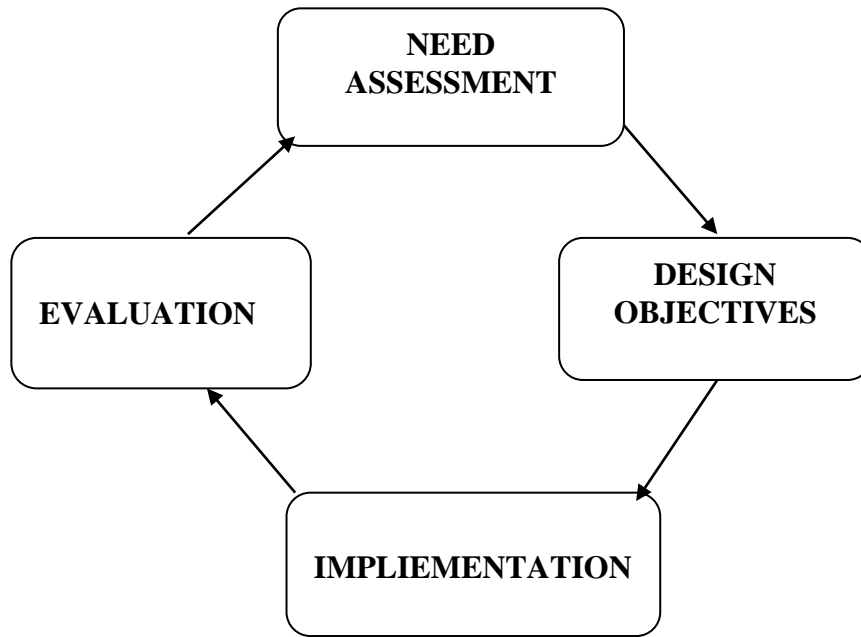 NEED
ASSESSMENT
DESIGN
OBJECTIVES
EVALUATION
IMPLIEMENTATION